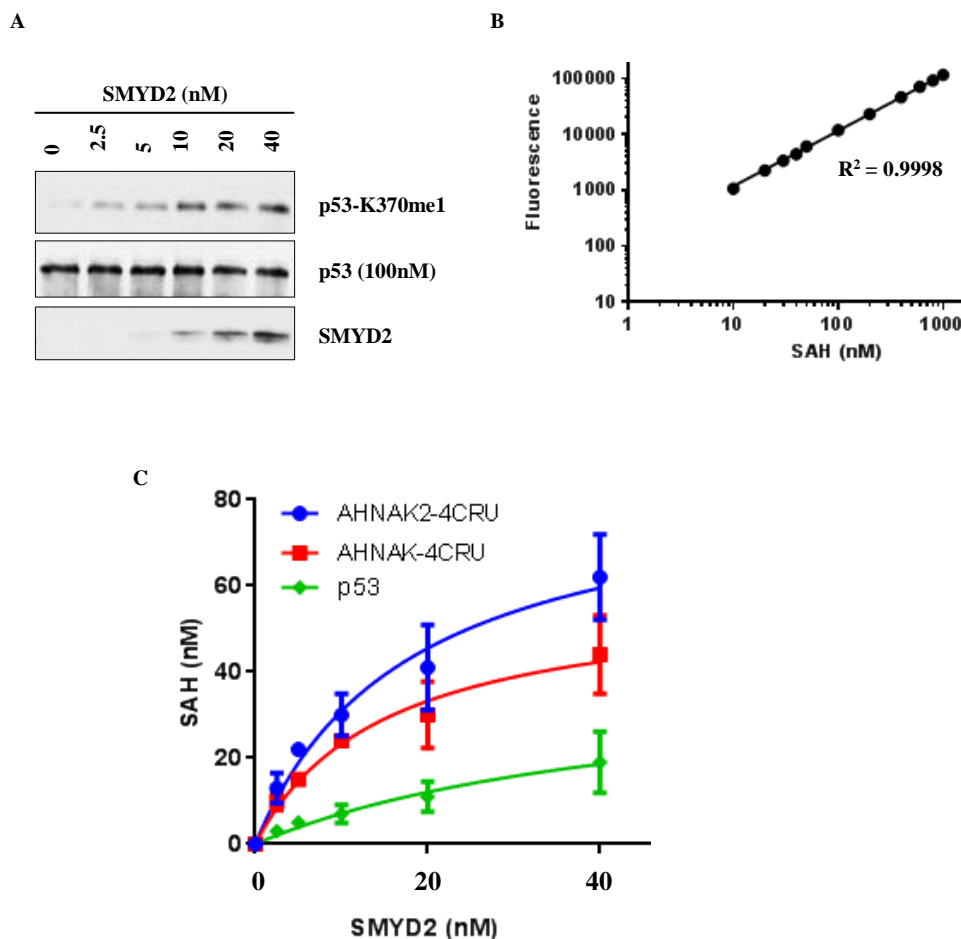 A
SMYD2 (nM)
0 2.5 5 10 20 40
p53-K370me1
p53 (100nM)
SMYD2
B
Fluorescence
100000
10000
1000
100
10
R² = 0.9998
1 10 100 1000
SAH (nM)
C
AHNAK2-4CRU
AHNAK-4CRU
p53
SAH (nM)
80
60
40
20
0
0 20 40
SMYD2 (nM)